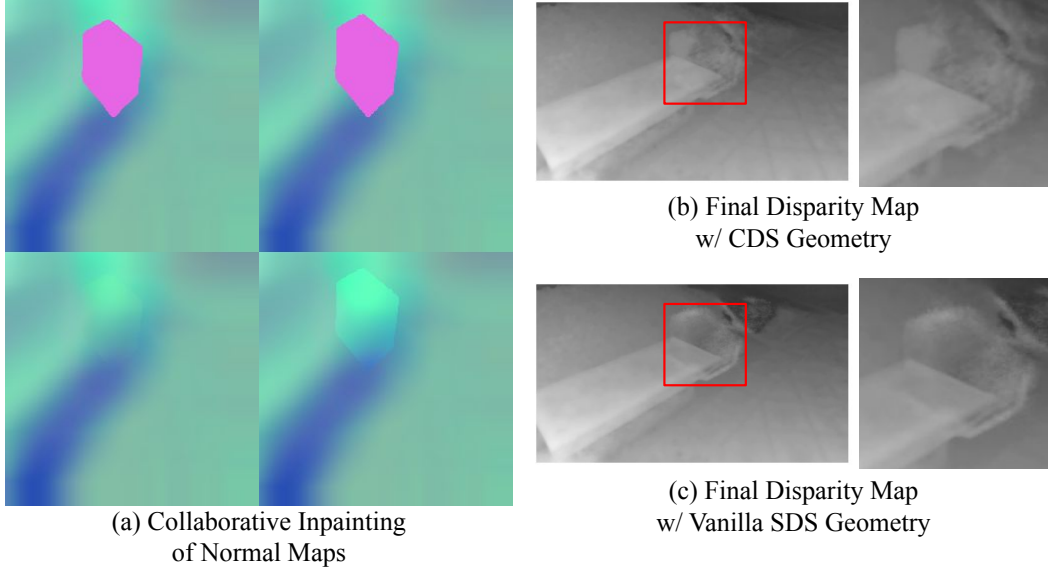 (a) Collaborative Inpainting
of Normal Maps
(b) Final Disparity Map
w/ CDS Geometry
(c) Final Disparity Map
w/ Vanilla SDS Geometry